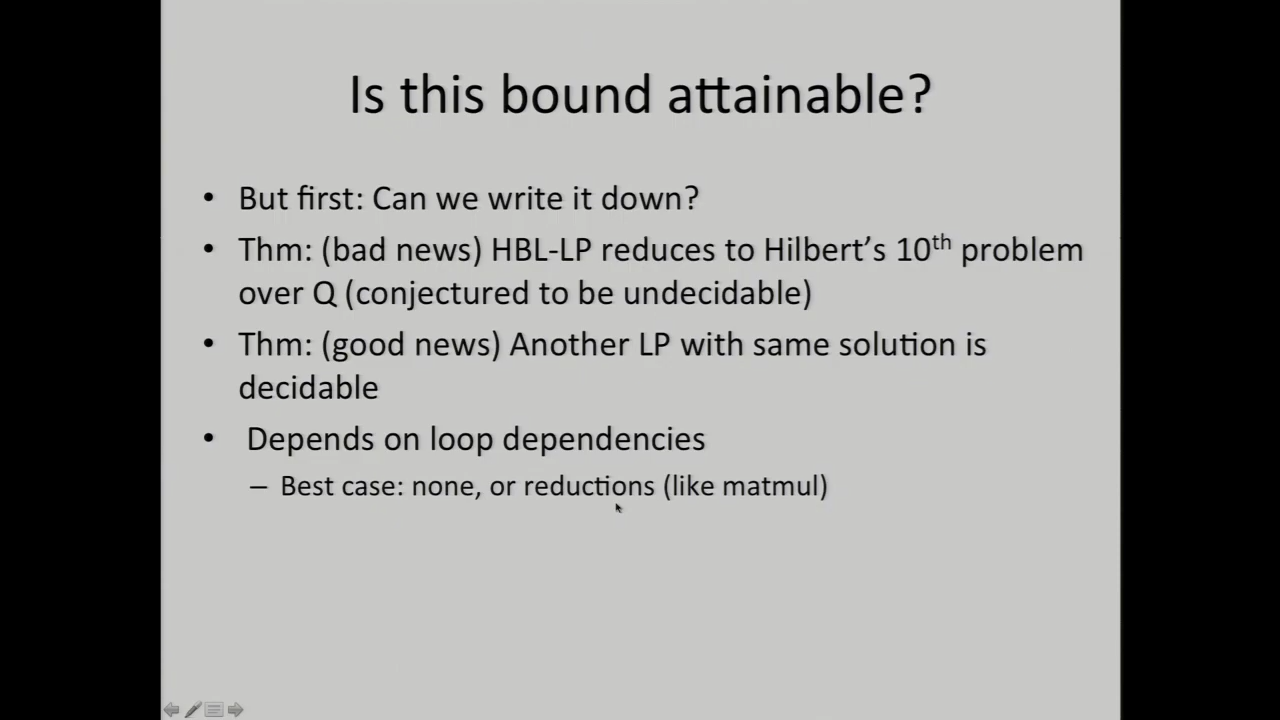 Is this bound attainable?
• But first: Can we write it down?
• Thm: (bad news) HBL-LP reduces to Hilbert’s 10th problem
over Q (conjectured to be undecidable)
• Thm: (good news) Another LP with same solution is
decidable
• Depends on loop dependencies
– Best case: none, or reductions (like matmul)